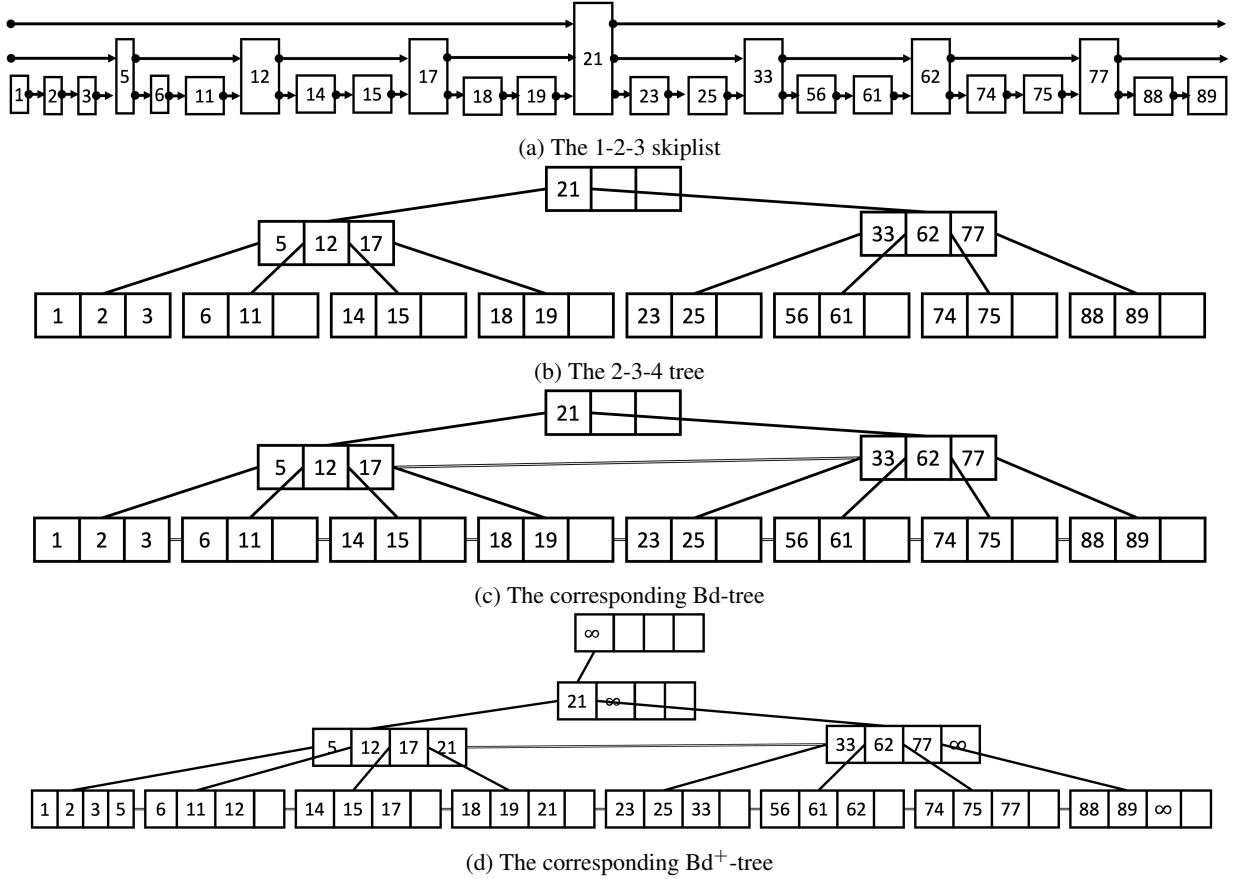 21
5 12 17 33 62 77
1 2 3 6 11 14 15 18 19 23 25 56 61 74 75 88 89
(a) The 1-2-3 skiplist
21
5 12 17 33 62 77
1 2 3 6 11 14 15 18 19 23 25 56 61 74 75 88 89
(b) The 2-3-4 tree
21
5 12 17 33 62 77
1 2 3 6 11 14 15 18 19 23 25 56 61 74 75 88 89
(c) The corresponding Bd-tree
∞
21 ∞
5 12 17 21 33 62 77 ∞
1 2 3 5 6 11 12 14 15 17 18 19 21 23 25 33 56 61 62 74 75 77 88 89 ∞
(d) The corresponding Bd⁺-tree